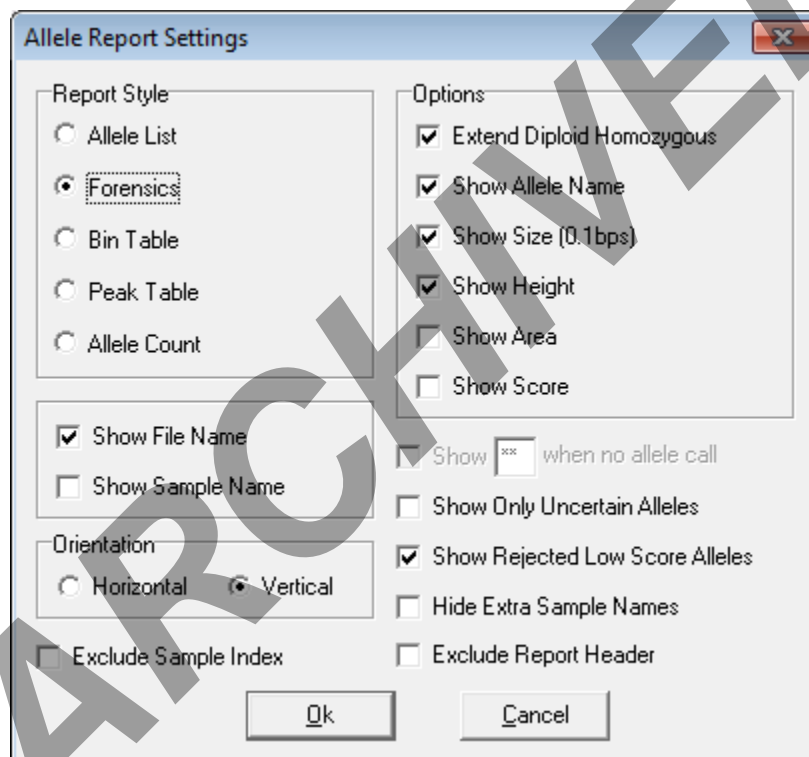 Allele Report Settings
Report Style
Allele List
Forensics
Bin Table
Peak Table
Allele Count
Show File Name
Show Sample Name
Orientation
Horizontal
Vertical
Exclude Sample Index
Options
Extend Diploid Homozygous
Show Allele Name
Show Size (0.1bps)
Show Height
Show Area
Show Score
Show ** when no allele call
Show Only Uncertain Alleles
Show Rejected Low Score Alleles
Hide Extra Sample Names
Exclude Report Header
Ok
Cancel
ARCHIVE